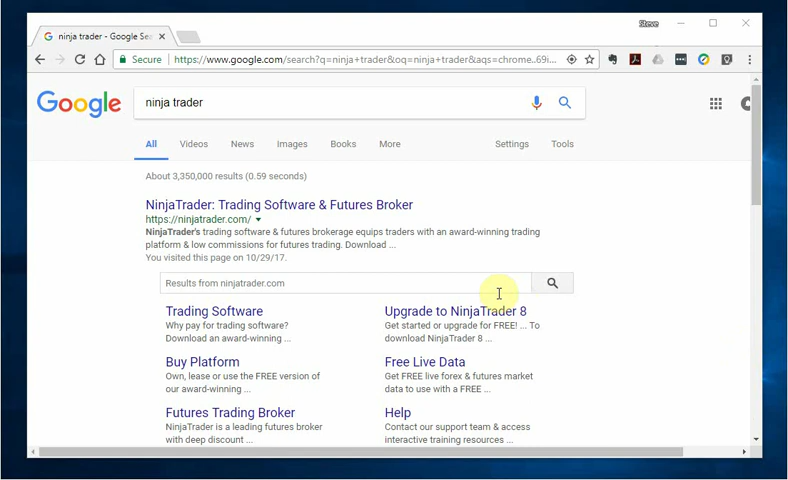 Steve
ninja trader - Google Sea
Secure https://www.google.com/search?q=ninja+trader&oq=ninja+trader&aqs=chrome..69i...
Google ninja trader
All Videos News Images Books More Settings Tools
About 3,350,000 results (0.59 seconds)
NinjaTrader: Trading Software & Futures Broker
https://ninjatrader.com/
NinjaTrader's trading software & futures brokerage equips traders with an award-winning trading
platform & low commissions for futures trading. Download ...
You visited this page on 10/29/17.
Results from ninjatrader.com
Trading Software
Why pay for trading software?
Download an award-winning ...
Upgrade to NinjaTrader 8
Get started or upgrade for FREE! ... To
download NinjaTrader 8 ...
Buy Platform
Own, lease or use the FREE version of
our award-winning ...
Free Live Data
Get FREE live forex & futures market
data to use with a FREE ...
Futures Trading Broker
NinjaTrader is a leading futures broker
with deep discount ...
Help
Contact our support team & access
interactive training resources ...